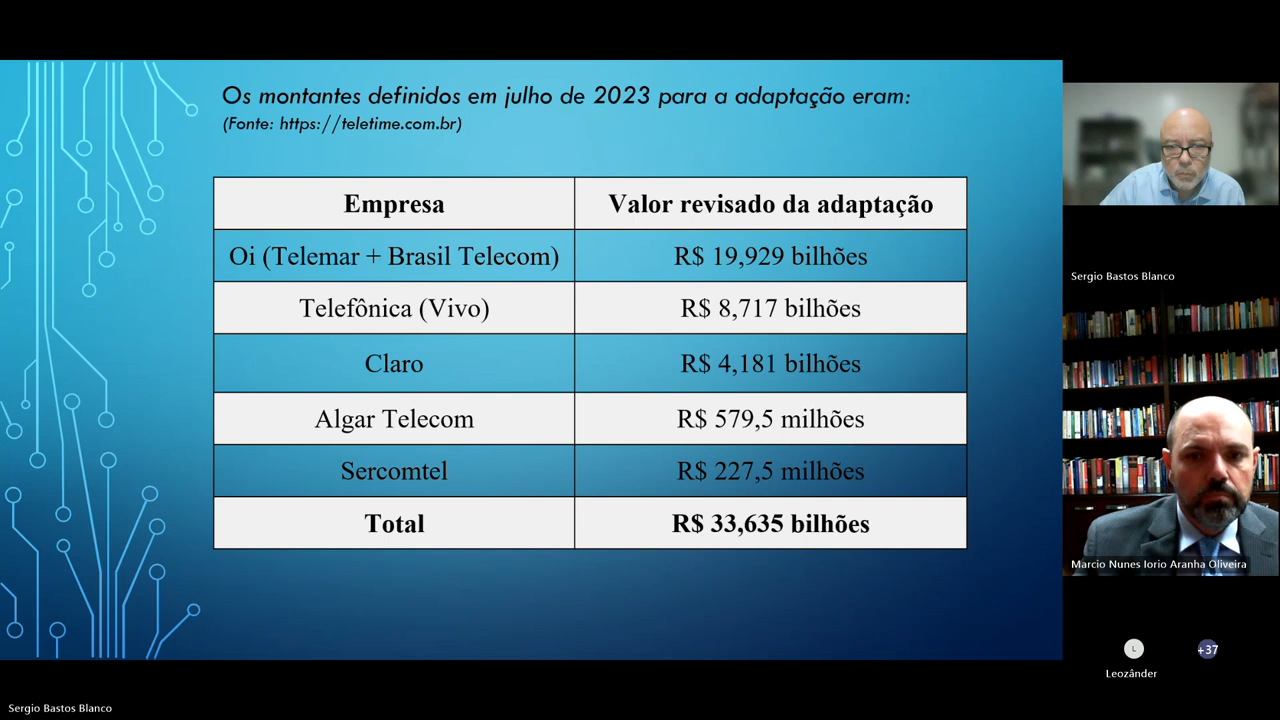 Os montantes definidos em julho de 2023 para a adaptação eram:
(Fonte: https://teletime.com.br)
Empresa
Valor revisado da adaptação
Oi (Telemar + Brasil Telecom)
R$ 19,929 bilhões
Telefônica (Vivo)
R$ 8,717 bilhões
Claro
R$ 4,181 bilhões
Algar Telecom
R$ 579,5 milhões
Sercomtel
R$ 227,5 milhões
Total
R$ 33,635 bilhões
Sergio Bastos Blanco
Marcio Nunes Iorio Aranha Oliveira
L
+37
Leozânder
Sergio Bastos Blanco